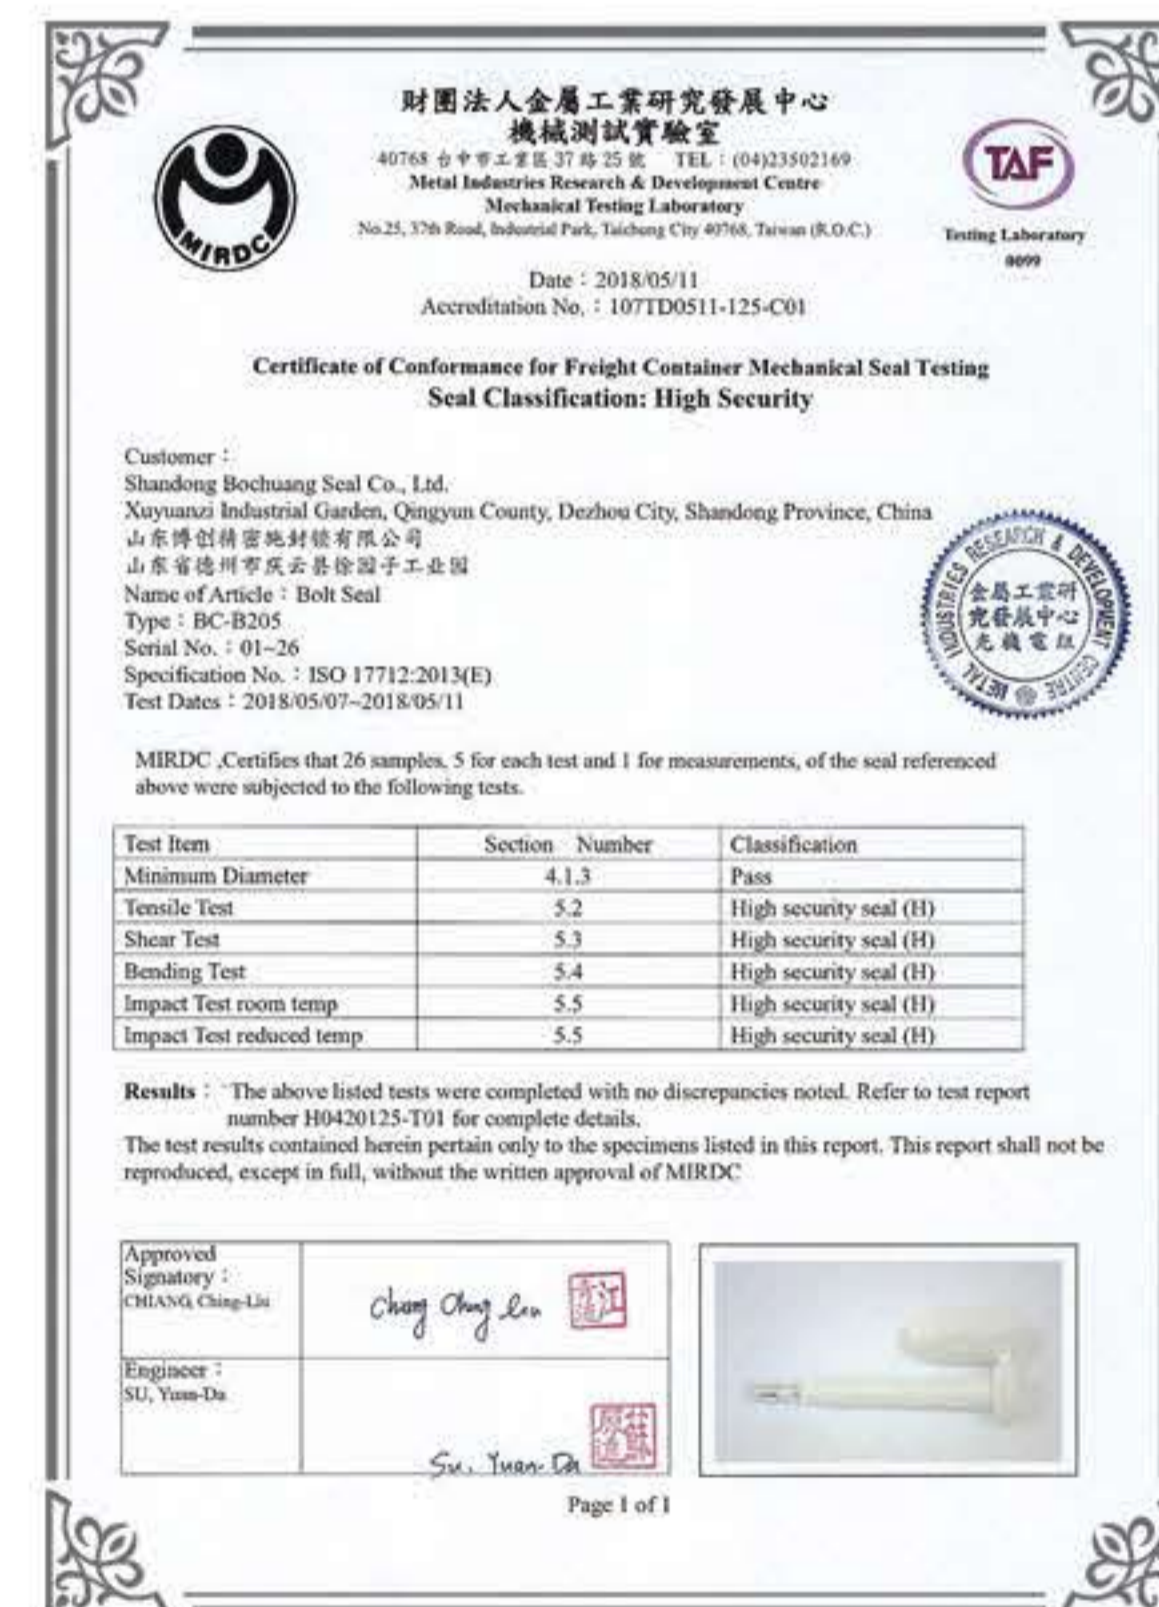 財團法人金屬工業研究發展中心
機械測試實驗室
40768 台中市工業區 37 路 25 號 TEL：(04)23502169
Metal Industries Research & Development Centre
Mechanical Testing Laboratory
No.25, 37th Road, Industrial Park, Taichung City 40768, Taiwan (R.O.C.)
MIRDC
TAF
Testing Laboratory
0099
Date：2018/05/11
Accreditation No.：107TD0511-125-C01
Certificate of Conformance for Freight Container Mechanical Seal Testing
Seal Classification: High Security
Customer：
Shandong Bochuang Seal Co., Ltd.
Xuyuanzi Industrial Garden, Qingyun County, Dezhou City, Shandong Province, China
山东博创精密施封锁有限公司
山东省德州市庆云县徐园子工业园
Name of Article：Bolt Seal
Type：BC-B205
Serial No.：01~26
Specification No.：ISO 17712:2013(E)
Test Dates：2018/05/07~2018/05/11
METAL INDUSTRIES RESEARCH & DEVELOPMENT CENTRE
金屬工業研
究發展中心
光機電組
MIRDC ,Certifies that 26 samples, 5 for each test and 1 for measurements, of the seal referenced
above were subjected to the following tests.
Test Item Section Number Classification
Minimum Diameter 4.1.3 Pass
Tensile Test 5.2 High security seal (H)
Shear Test 5.3 High security seal (H)
Bending Test 5.4 High security seal (H)
Impact Test room temp 5.5 High security seal (H)
Impact Test reduced temp 5.5 High security seal (H)
Results： The above listed tests were completed with no discrepancies noted. Refer to test report
number H0420125-T01 for complete details.
The test results contained herein pertain only to the specimens listed in this report. This report shall not be
reproduced, except in full, without the written approval of MIRDC
Approved
Signatory：
CHIANG, Ching-Liu
Engineer：
SU, Yuan-Da
Su, Yuan-Da
Page 1 of 1